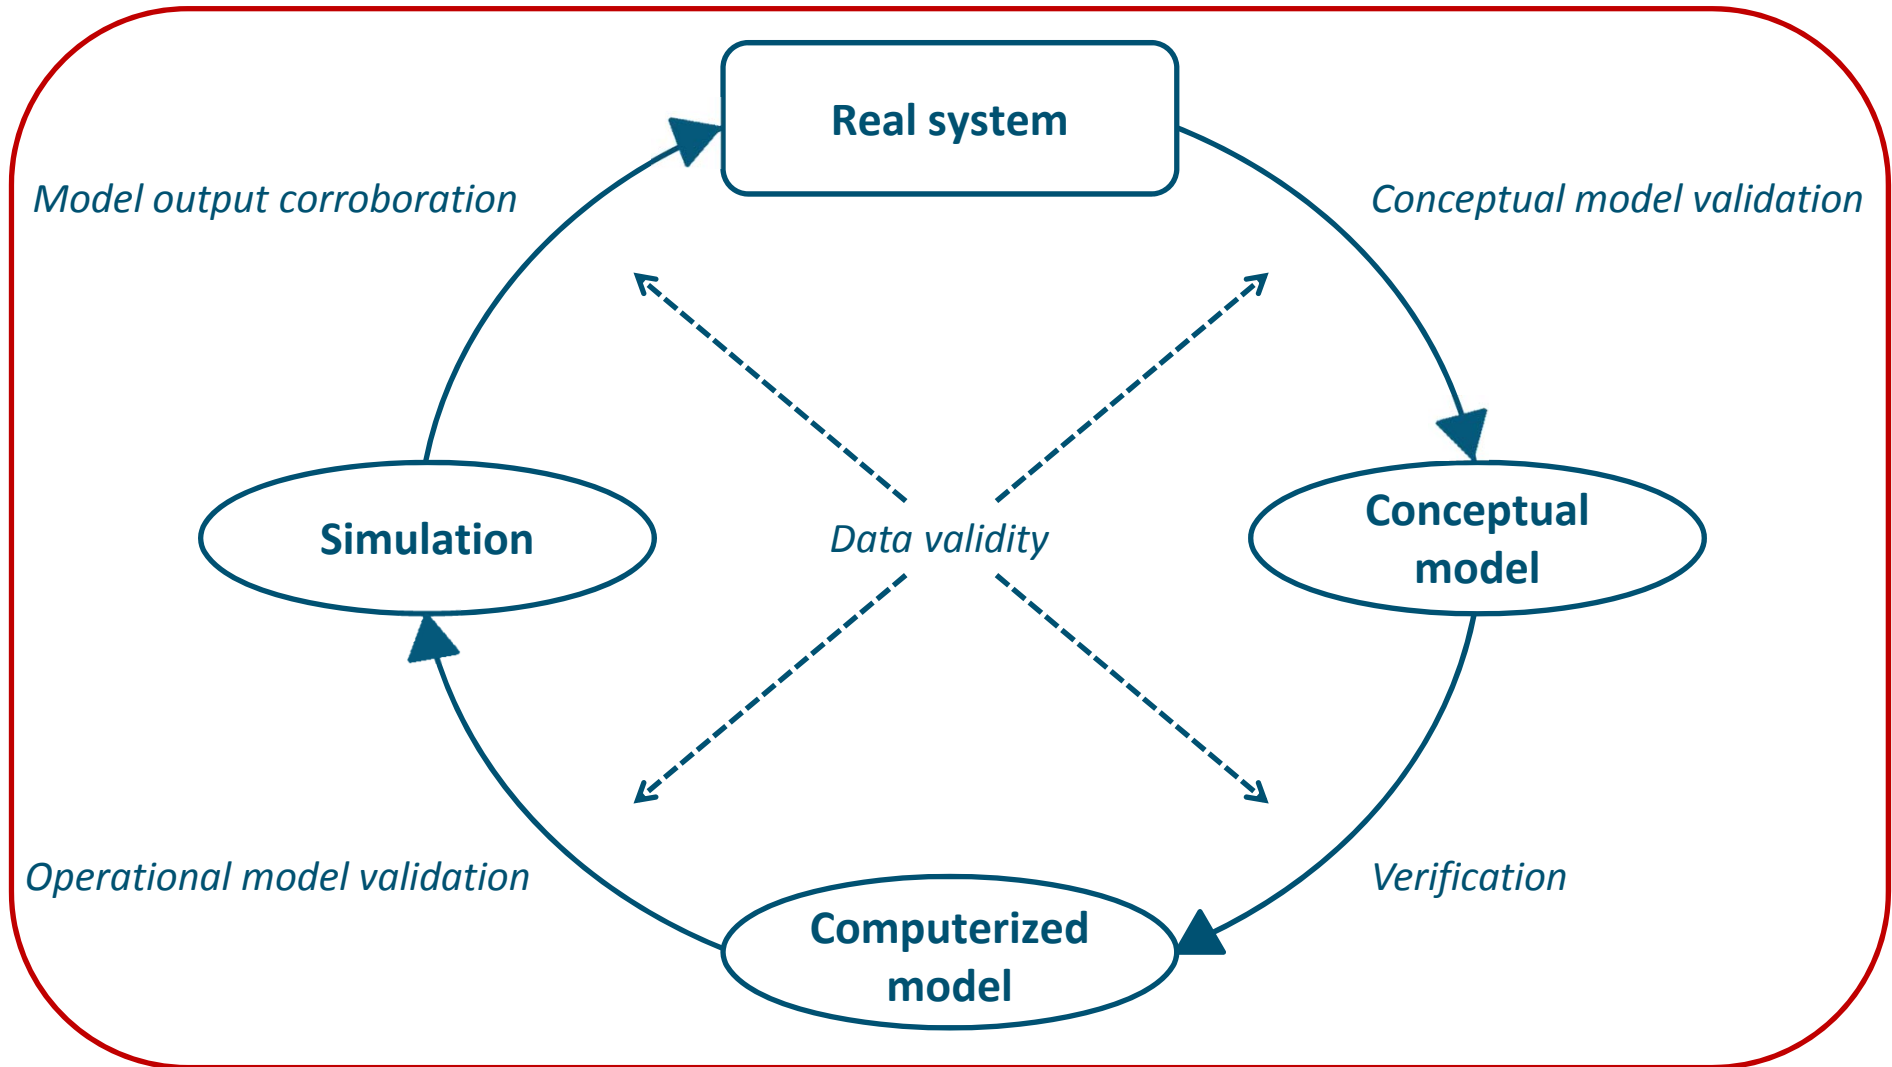 Real system
Model output corroboration
Conceptual model validation
Simulation
Data validity
Conceptual
model
Operational model validation
Verification
Computerized
model